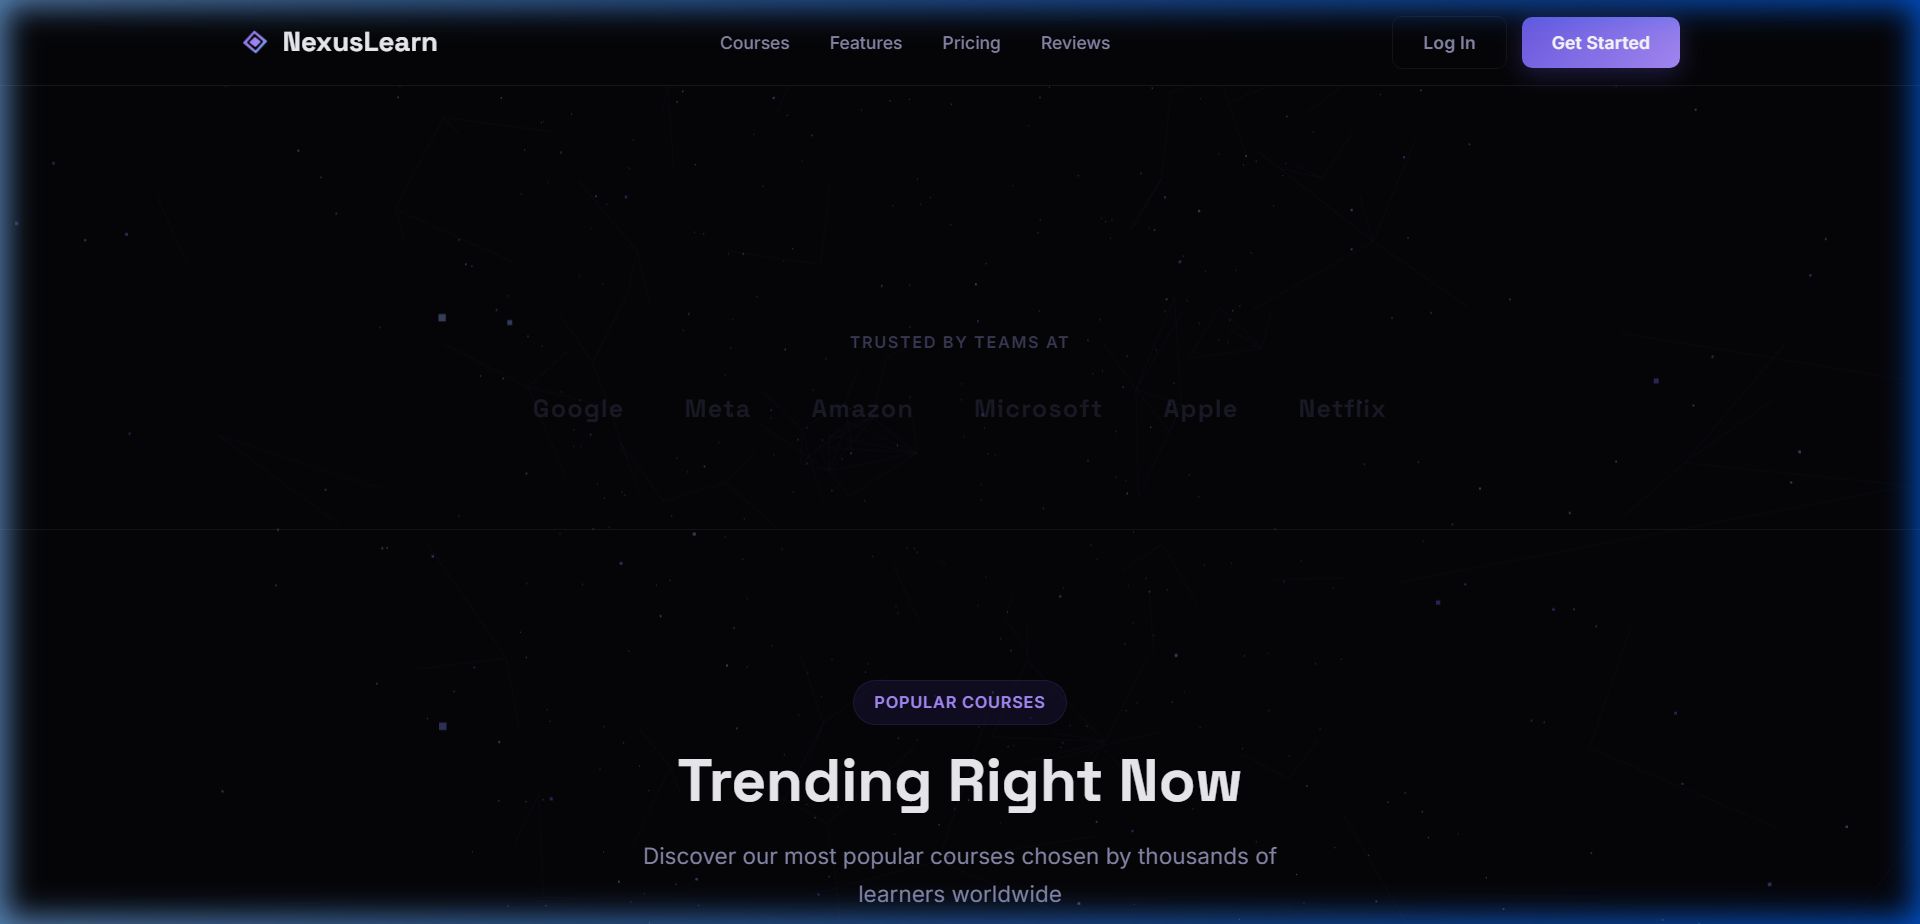 NexusLearn
Courses
Features
Pricing
Reviews
Log In
Get Started
TRUSTED BY TEAMS AT
Google
Meta
Amazon
Microsoft
Apple
Netflix
POPULAR COURSES
Trending Right Now
Discover our most popular courses chosen by thousands of
learners worldwide